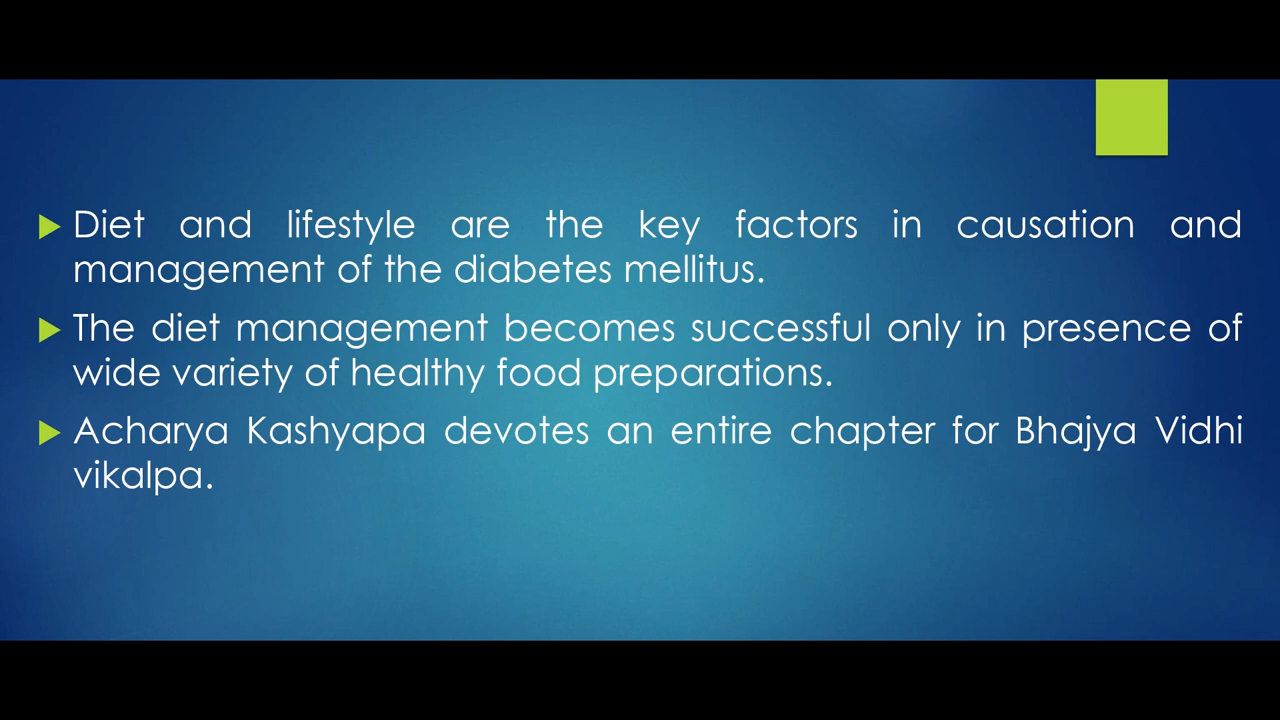 Diet and lifestyle are the key factors in causation and
management of the diabetes mellitus.
The diet management becomes successful only in presence of
wide variety of healthy food preparations.
Acharya Kashyapa devotes an entire chapter for Bhajya Vidhi
vikalpa.